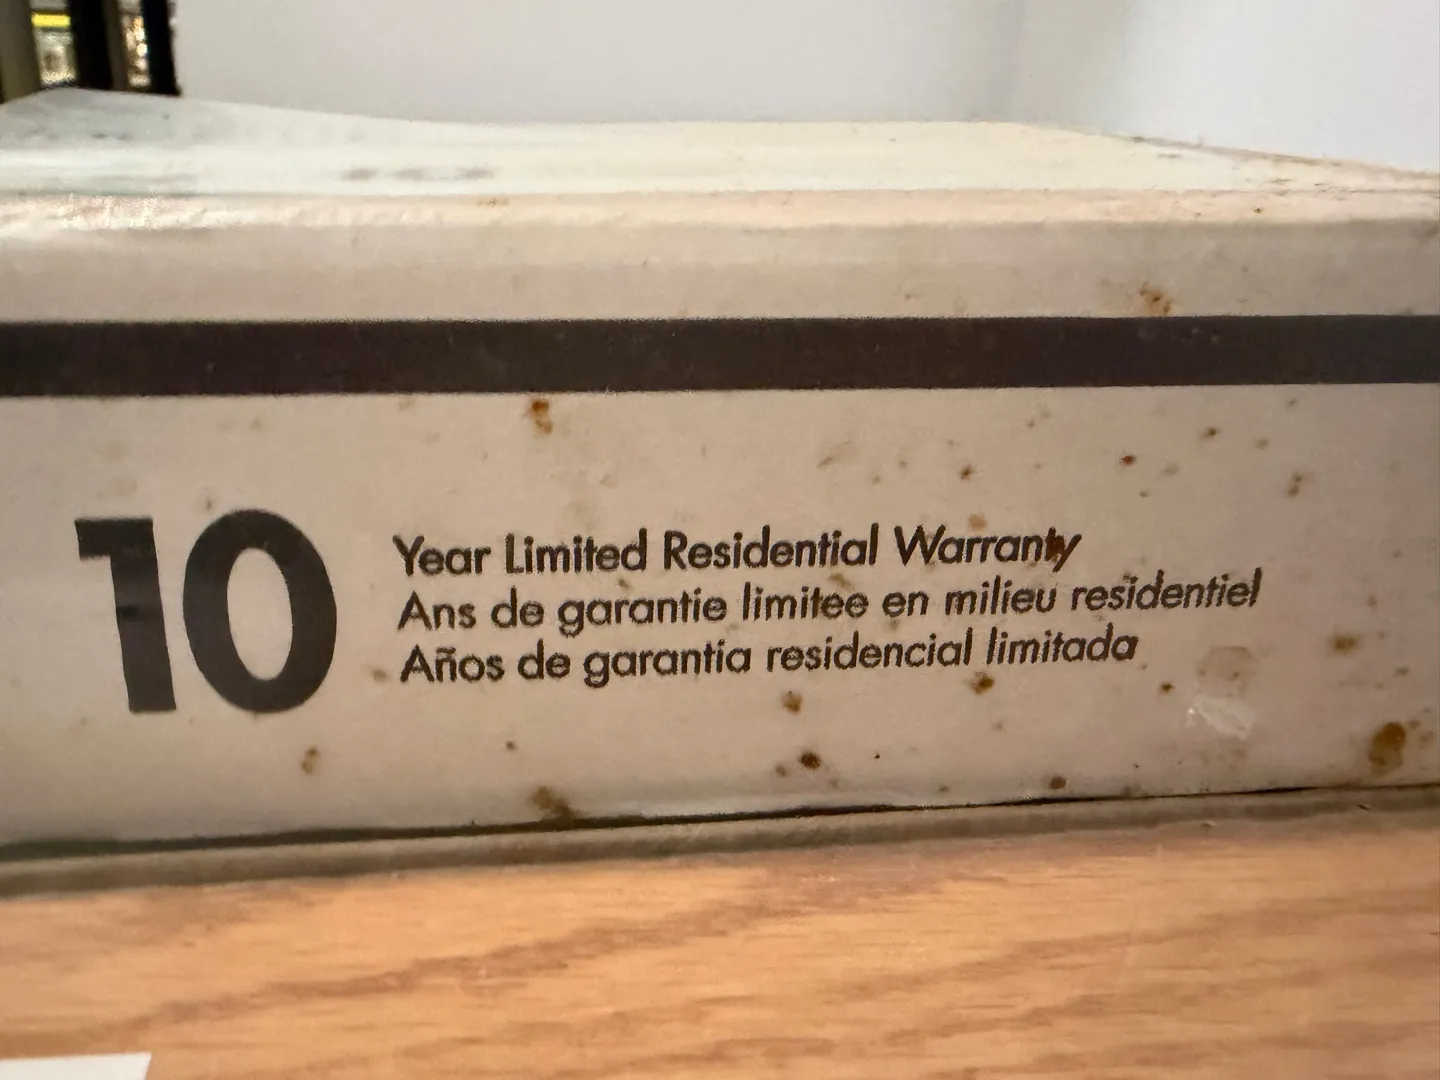 10
Year Limited Residential Warranty
Ans de garantie limitee en milieu residentiel
Años de garantia residencial limitada